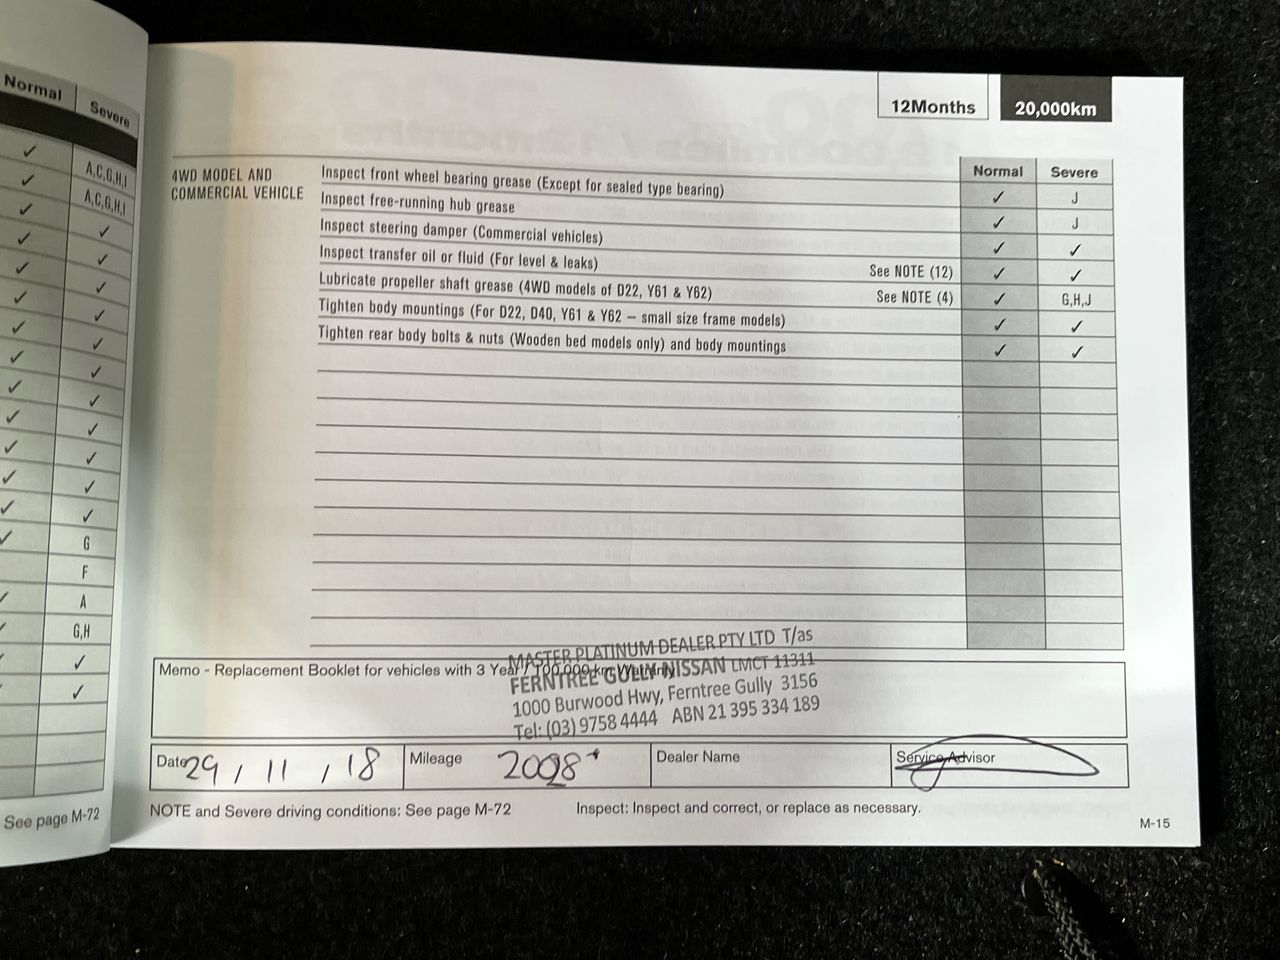 Normal Severe
✓ A,C,G,H,I
✓ A,C,G,H,I
✓ ✓
✓ ✓
✓ ✓
✓ ✓
✓ ✓
✓ ✓
✓ ✓
✓ ✓
✓ ✓
✓ ✓
✓ ✓
✓ G
F
✓ A
✓ G,H
✓ ✓
✓ ✓
See page M-72
12Months 20,000km
Normal Severe
4WD MODEL AND
COMMERCIAL VEHICLE
Inspect front wheel bearing grease (Except for sealed type bearing) ✓ J
Inspect free-running hub grease ✓ J
Inspect steering damper (Commercial vehicles) ✓ ✓
Inspect transfer oil or fluid (For level & leaks) See NOTE (12) ✓ ✓
Lubricate propeller shaft grease (4WD models of D22, Y61 & Y62) See NOTE (4) ✓ G,H,J
Tighten body mountings (For D22, D40, Y61 & Y62 – small size frame models) ✓ ✓
Tighten rear body bolts & nuts (Wooden bed models only) and body mountings ✓ ✓
Memo - Replacement Booklet for vehicles with 3 Year / 100,000 km Warranty
MASTER PLATINUM DEALER PTY LTD T/as
FERNTREE GULLY NISSAN LMCT 11311
1000 Burwood Hwy, Ferntree Gully 3156
Tel: (03) 9758 4444 ABN 21 395 334 189
Date 29 / 11 / 18 Mileage Dealer Name Service Advisor
NOTE and Severe driving conditions: See page M-72 Inspect: Inspect and correct, or replace as necessary.
M-15